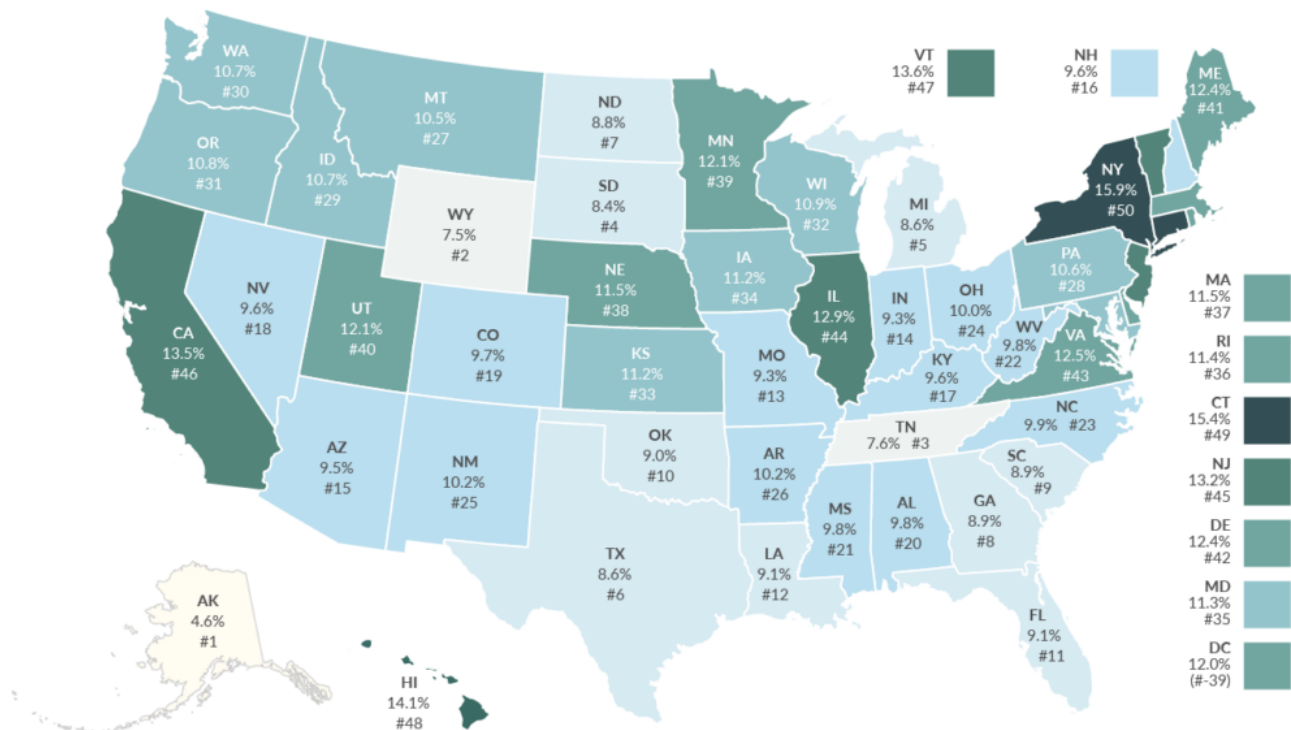 WA
10.7%
#30
OR
10.8%
#31
CA
13.5%
#46
ID
10.7%
#29
NV
9.6%
#18
MT
10.5%
#27
WY
7.5%
#2
UT
12.1%
#40
AZ
9.5%
#15
CO
9.7%
#19
NM
10.2%
#25
ND
8.8%
#7
SD
8.4%
#4
NE
11.5%
#38
KS
11.2%
#33
OK
9.0%
#10
TX
8.6%
#6
MN
12.1%
#39
IA
11.2%
#34
MO
9.3%
#13
AR
10.2%
#26
LA
9.1%
#12
WI
10.9%
#32
IL
12.9%
#44
MI
8.6%
#5
IN
9.3%
#14
OH
10.0%
#24
KY
9.6%
#17
TN
7.6% #3
MS
9.8%
#21
AL
9.8%
#20
GA
8.9%
#8
FL
9.1%
#11
SC
8.9%
#9
NC
9.9% #23
WV
9.8%
#22
VA
12.5%
#43
PA
10.6%
#28
NY
15.9%
#50
ME
12.4%
#41
VT
13.6%
#47
NH
9.6%
#16
MA
11.5%
#37
RI
11.4%
#36
CT
15.4%
#49
NJ
13.2%
#45
DE
12.4%
#42
MD
11.3%
#35
DC
12.0%
(#-39)
AK
4.6%
#1
HI
14.1%
#48